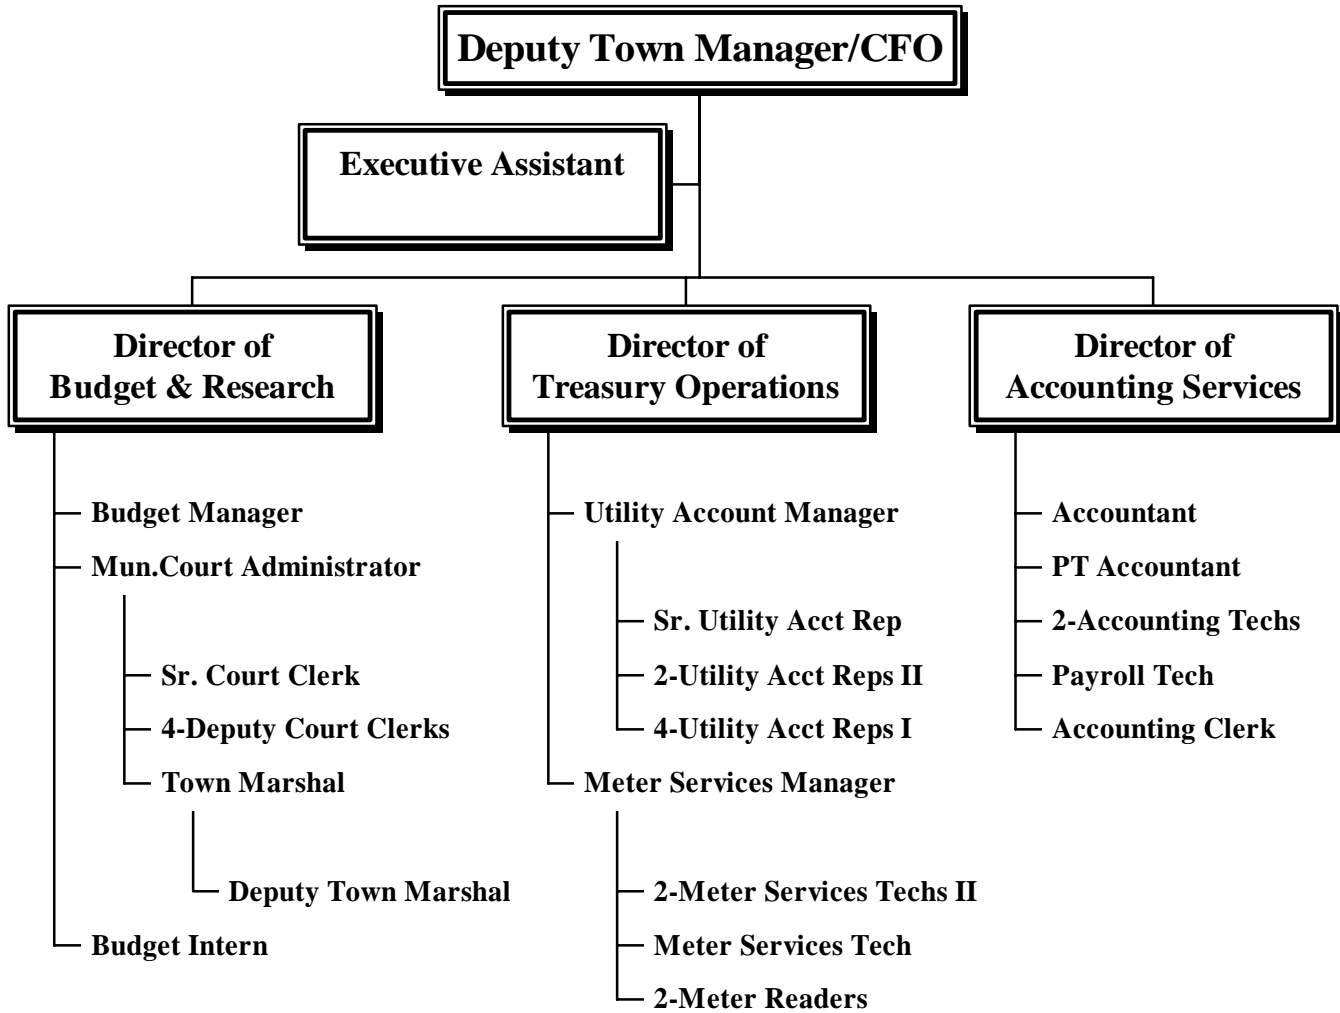 Deputy Town Manager/CFO
Executive Assistant
Director of
Budget & Research
Budget Manager
Mun.Court Administrator
Sr. Court Clerk
4-Deputy Court Clerks
Town Marshal
Deputy Town Marshal
Budget Intern
Director of
Treasury Operations
Utility Account Manager
Sr. Utility Acct Rep
2-Utility Acct Reps II
4-Utility Acct Reps I
Meter Services Manager
2-Meter Services Techs II
Meter Services Tech
2-Meter Readers
Director of
Accounting Services
Accountant
PT Accountant
2-Accounting Techs
Payroll Tech
Accounting Clerk